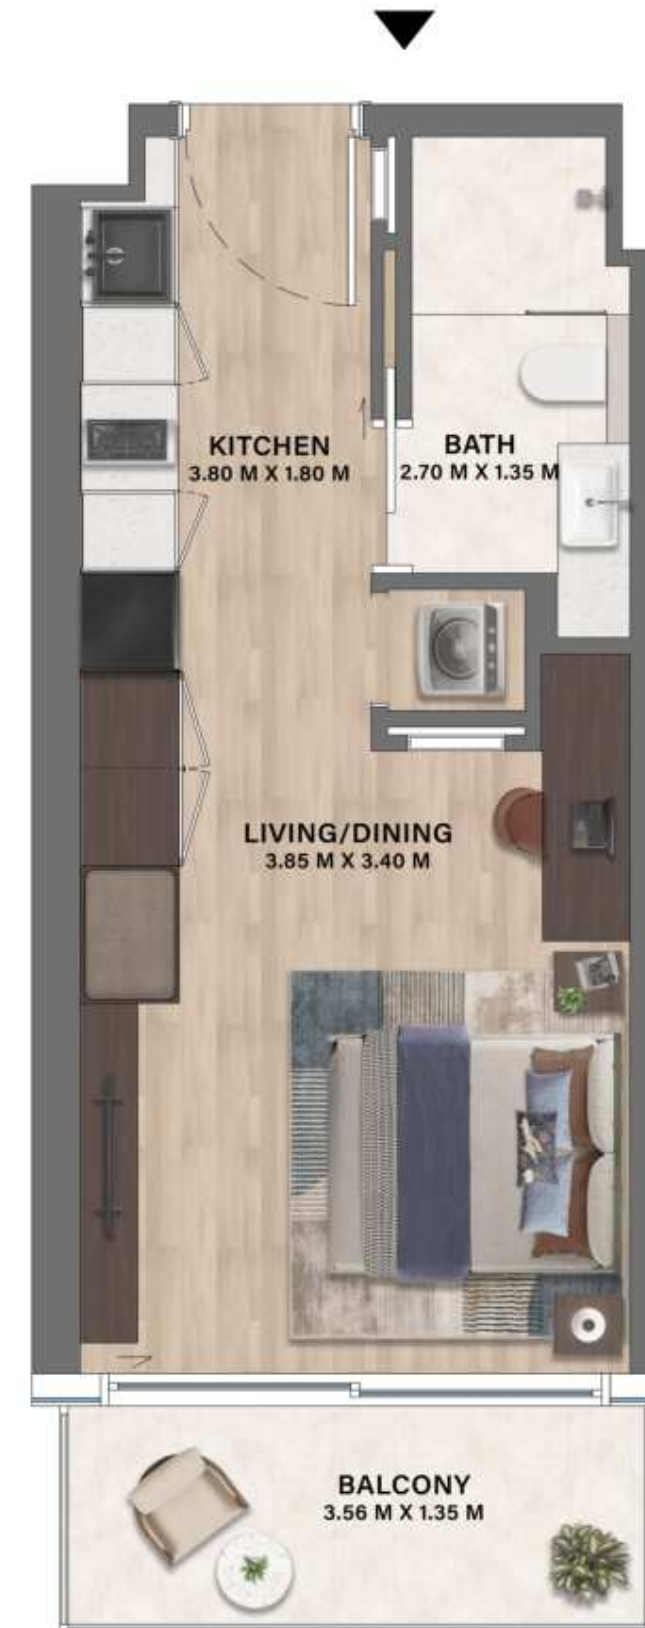 KITCHEN
3.80 M X 1.80 M
BATH
2.70 M X 1.35 M
LIVING/DINING
3.85 M X 3.40 M
BALCONY
3.56 M X 1.35 M